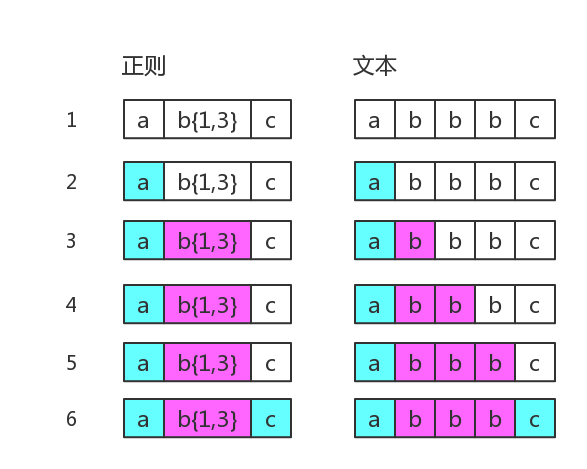 正则 文本
1 a b{1,3} c a b b b c
2 a b{1,3} c a b b b c
3 a b{1,3} c a b b b c
4 a b{1,3} c a b b b c
5 a b{1,3} c a b b b c
6 a b{1,3} c a b b b c